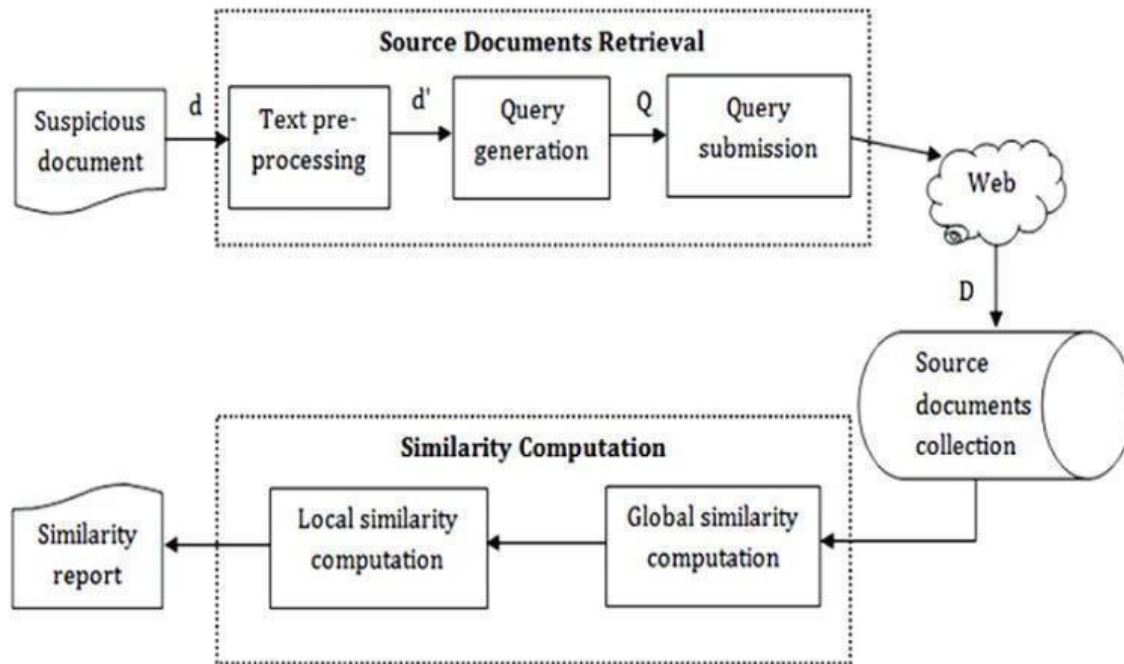 Source Documents Retrieval
Suspicious
document
d
Text pre-
processing
d'
Query
generation
Q
Query
submission
Web
D
Source
documents
collection
Similarity Computation
Global similarity
computation
Local similarity
computation
Similarity
report